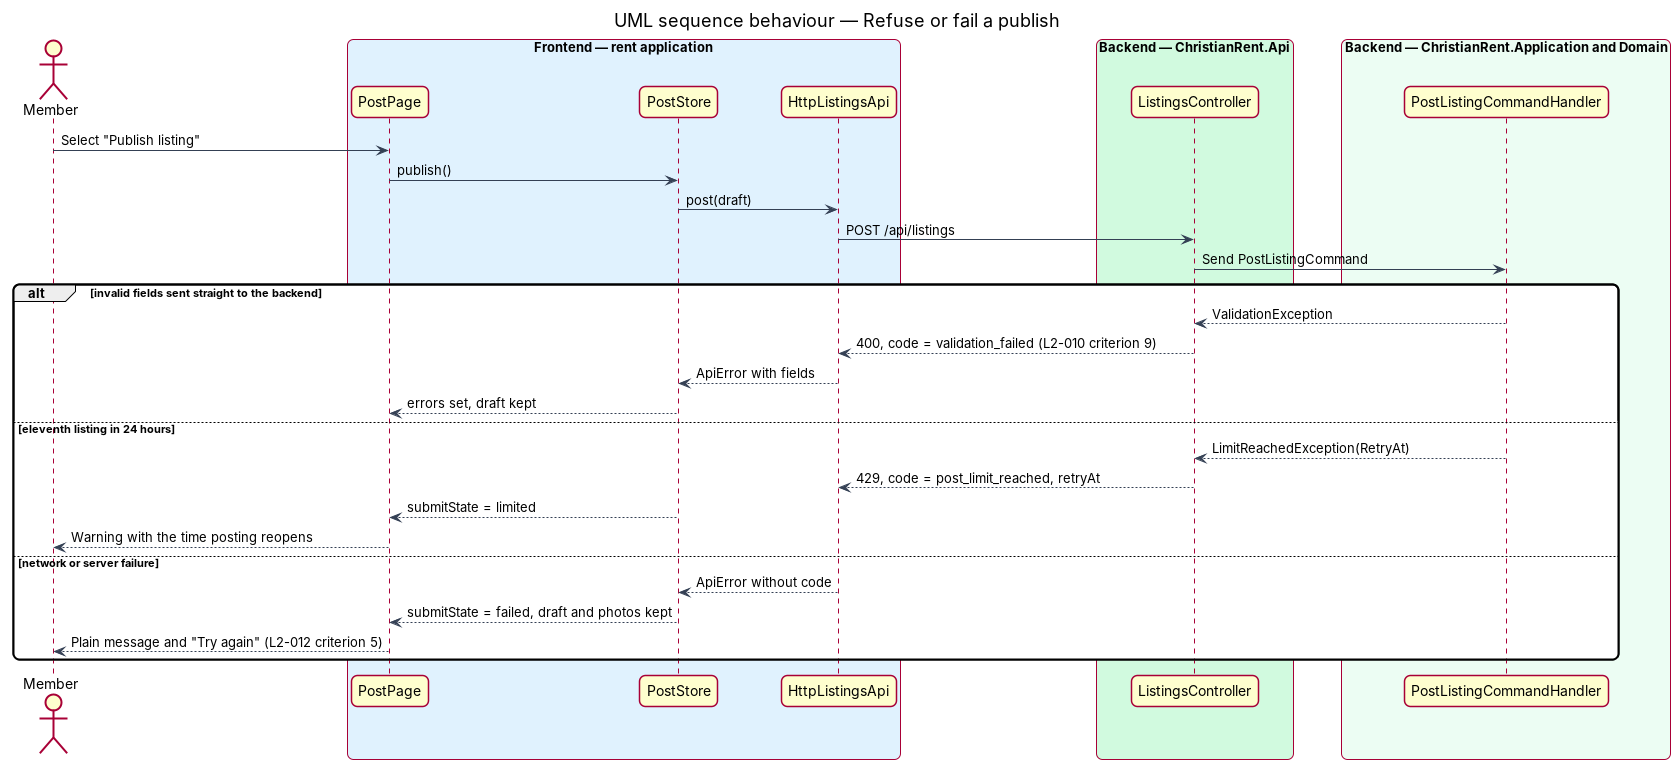 UML sequence behaviour — Refuse or fail a publish
Frontend — rent application
Backend — ChristianRent.Api
Backend — ChristianRent.Application and Domain
Member
PostPage
PostStore
HttpListingsApi
ListingsController
PostListingCommandHandler
Select "Publish listing"
publish()
post(draft)
POST /api/listings
Send PostListingCommand
alt
[invalid fields sent straight to the backend]
ValidationException
400, code = validation_failed (L2-010 criterion 9)
ApiError with fields
errors set, draft kept
[eleventh listing in 24 hours]
LimitReachedException(RetryAt)
429, code = post_limit_reached, retryAt
submitState = limited
Warning with the time posting reopens
[network or server failure]
ApiError without code
submitState = failed, draft and photos kept
Plain message and "Try again" (L2-012 criterion 5)
Member
PostPage
PostStore
HttpListingsApi
ListingsController
PostListingCommandHandler